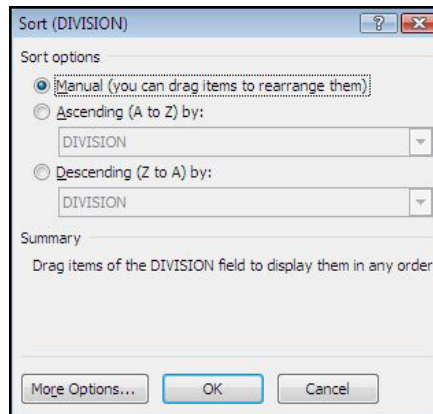 Sort (DIVISION)
Sort options
Manual (you can drag items to rearrange them)
Ascending (A to Z) by:
DIVISION
Descending (Z to A) by:
DIVISION
Summary
Drag items of the DIVISION field to display them in any order
More Options...
OK
Cancel